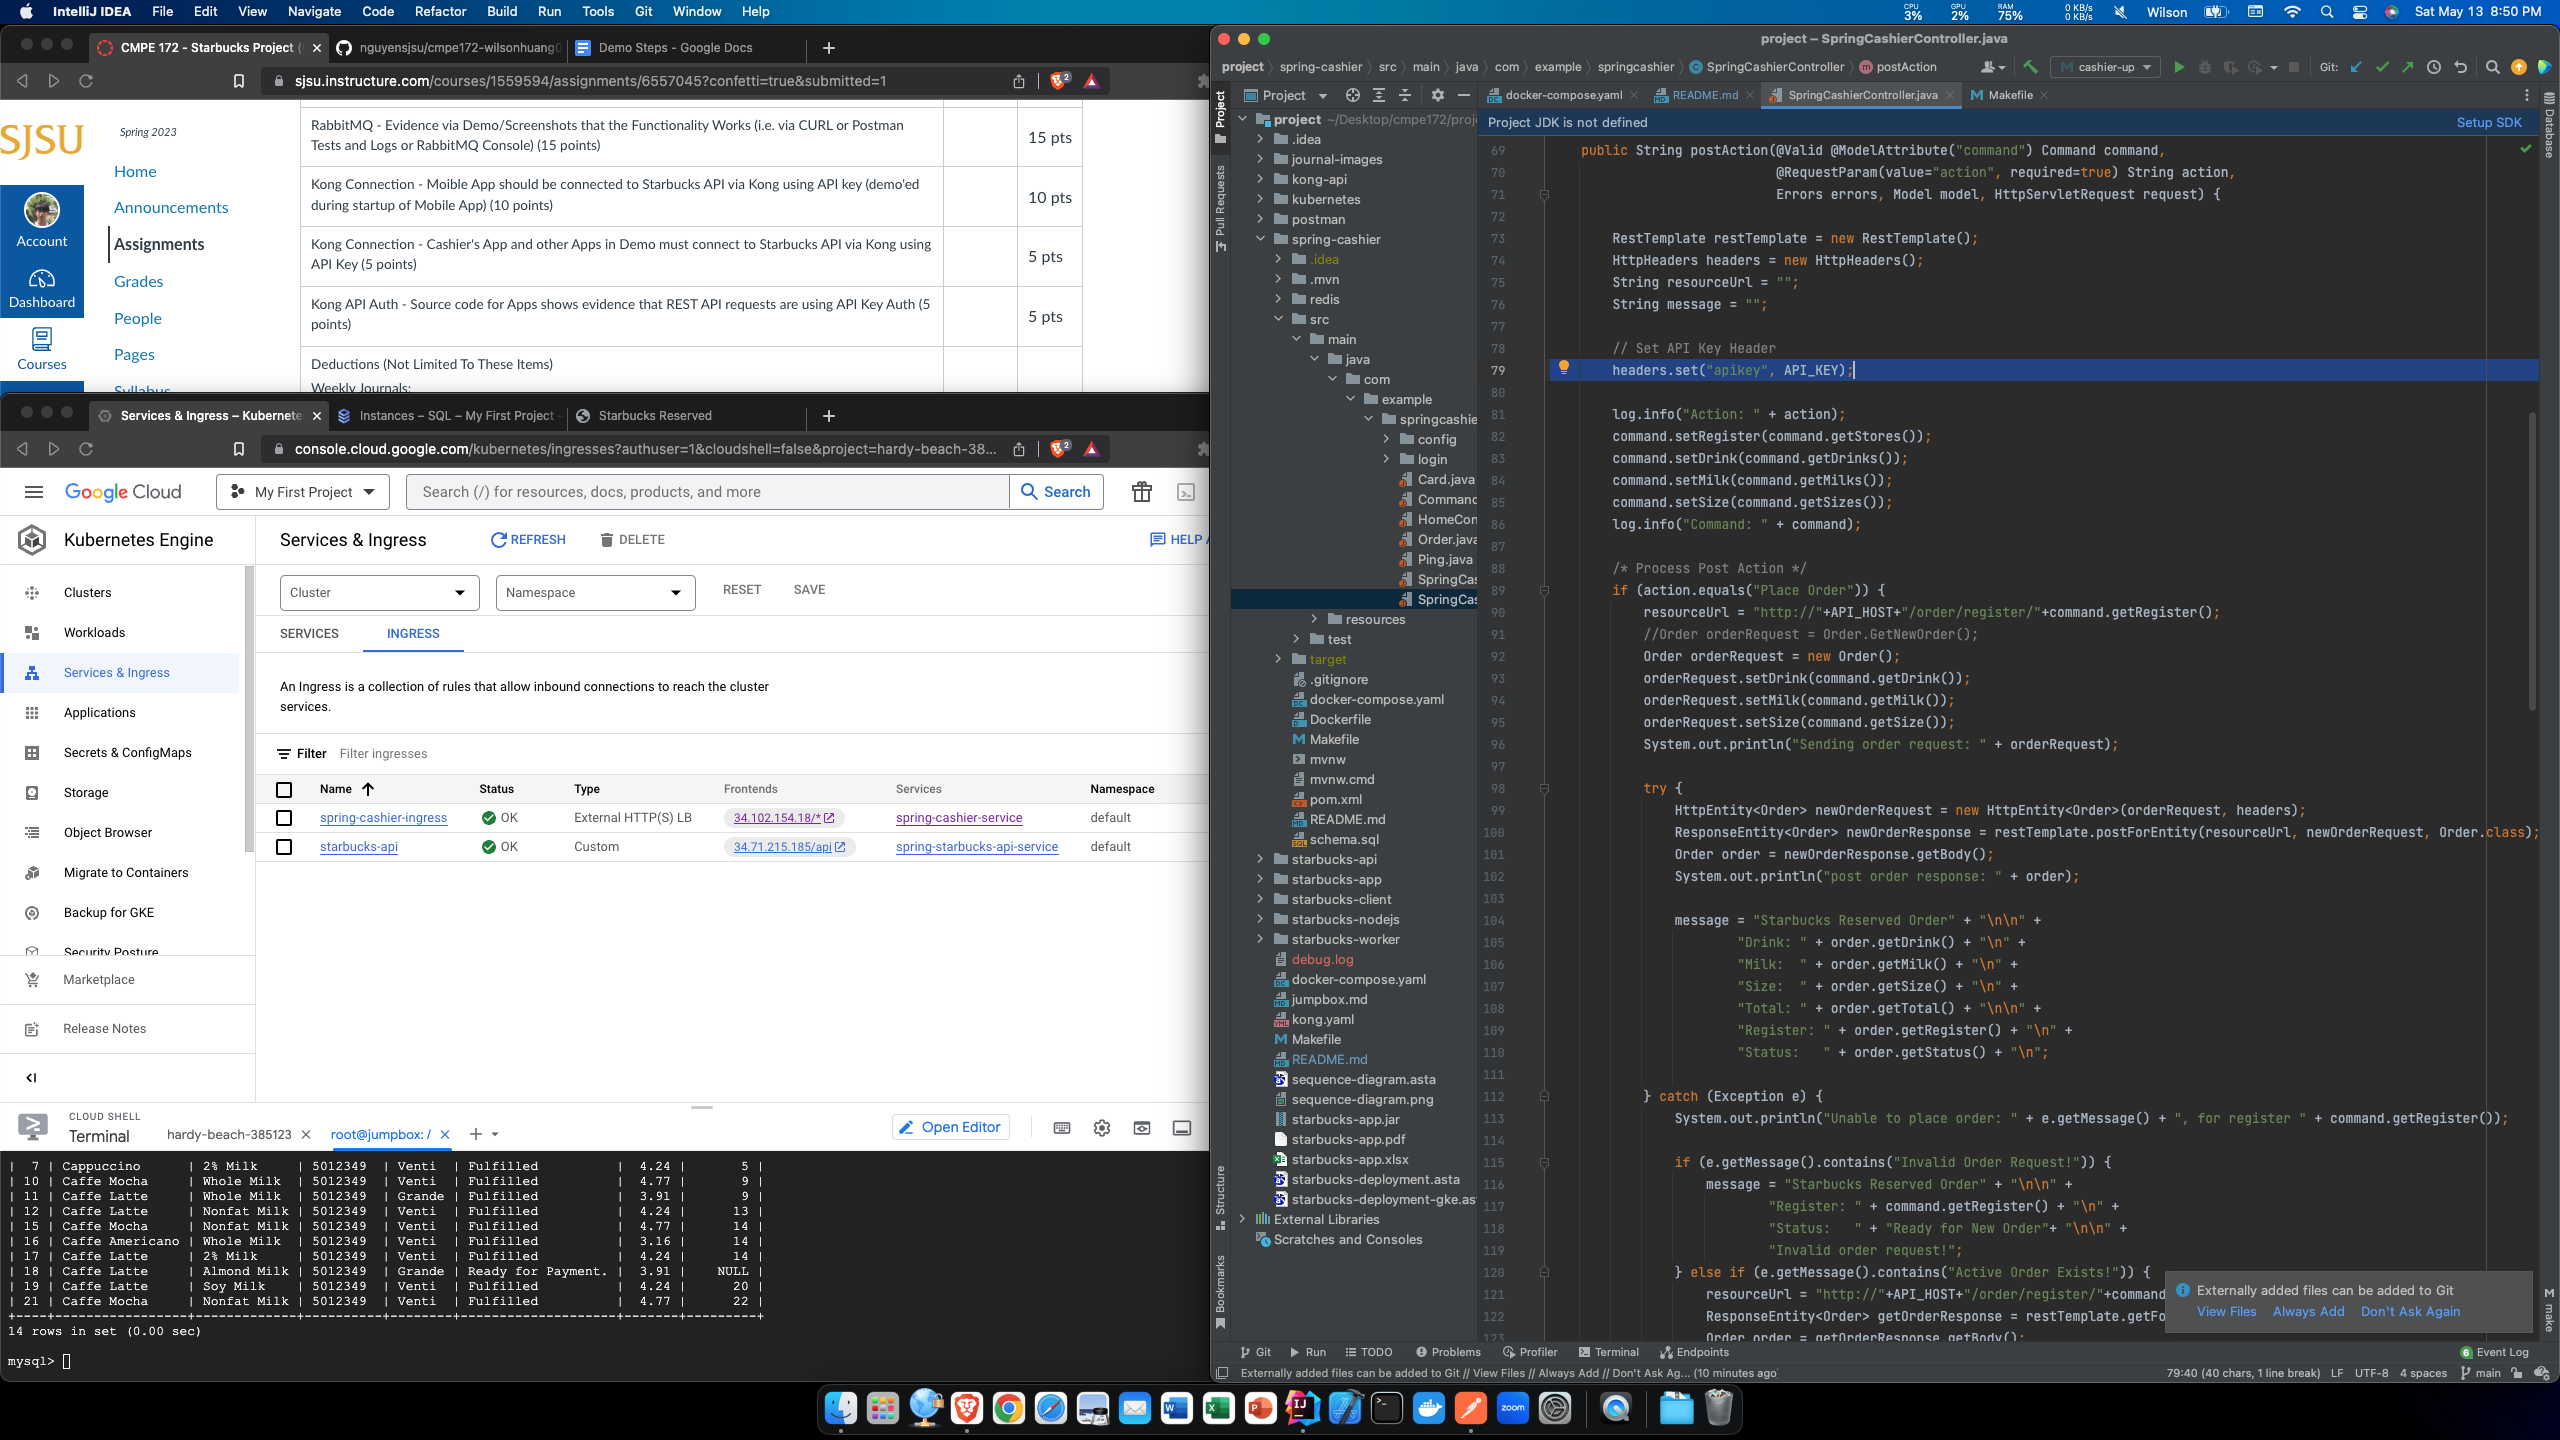 IntelliJ IDEA File Edit View Navigate Code Refactor Build Run Tools Git Window Help
CPU 3% GPU 2% RAM 75% 0 KB/s 0 KB/s Wilson Sat May 13 8:50 PM
CMPE 172 - Starbucks Project ( nguyensjsu/cmpe172-wilsonhuang0 Demo Steps - Google Docs
sjsu.instructure.com/courses/1559594/assignments/6557045?confetti=true&submitted=1
SJSU
Account
Dashboard
Courses
Spring 2023
Home
Announcements
Assignments
Grades
People
Pages
Syllabus
RabbitMQ - Evidence via Demo/Screenshots that the Functionality Works (i.e. via CURL or Postman
Tests and Logs or RabbitMQ Console) (15 points)
15 pts
Kong Connection - Moible App should be connected to Starbucks API via Kong using API key (demo'ed
during startup of Mobile App) (10 points)
10 pts
Kong Connection - Cashier's App and other Apps in Demo must connect to Starbucks API via Kong using
API Key (5 points)
5 pts
Kong API Auth - Source code for Apps shows evidence that REST API requests are using API Key Auth (5
points)
5 pts
Deductions (Not Limited To These Items)
Weekly Journals:
Services & Ingress – Kubernete Instances – SQL – My First Project - Starbucks Reserved
console.cloud.google.com/kubernetes/ingresses?authuser=1&cloudshell=false&project=hardy-beach-38...
Google Cloud My First Project Search (/) for resources, docs, products, and more Search
Kubernetes Engine
Clusters
Workloads
Services & Ingress
Applications
Secrets & ConfigMaps
Storage
Object Browser
Migrate to Containers
Backup for GKE
Security Posture
Marketplace
Release Notes
Services & Ingress REFRESH DELETE HELP A
Cluster Namespace RESET SAVE
SERVICES INGRESS
An Ingress is a collection of rules that allow inbound connections to reach the cluster
services.
Filter Filter ingresses
Name Status Type Frontends Services Namespace
spring-cashier-ingress OK External HTTP(S) LB 34.102.154.18/* spring-cashier-service default
starbucks-api OK Custom 34.71.215.185/api spring-starbucks-api-service default
CLOUD SHELL
Terminal hardy-beach-385123 root@jumpbox: / Open Editor
| 7 | Cappuccino | 2% Milk | 5012349 | Venti | Fulfilled | 4.24 | 5 |
| 10 | Caffe Mocha | Whole Milk | 5012349 | Venti | Fulfilled | 4.77 | 9 |
| 11 | Caffe Latte | Whole Milk | 5012349 | Grande | Fulfilled | 3.91 | 9 |
| 12 | Caffe Latte | Nonfat Milk | 5012349 | Venti | Fulfilled | 4.24 | 13 |
| 15 | Caffe Mocha | Nonfat Milk | 5012349 | Venti | Fulfilled | 4.77 | 14 |
| 16 | Caffe Americano | Whole Milk | 5012349 | Venti | Fulfilled | 3.16 | 14 |
| 17 | Caffe Latte | 2% Milk | 5012349 | Venti | Fulfilled | 4.24 | 14 |
| 18 | Caffe Latte | Almond Milk | 5012349 | Grande | Ready for Payment. | 3.91 | NULL |
| 19 | Caffe Latte | Soy Milk | 5012349 | Venti | Fulfilled | 4.24 | 20 |
| 21 | Caffe Mocha | Nonfat Milk | 5012349 | Venti | Fulfilled | 4.77 | 22 |
14 rows in set (0.00 sec)
mysql>
project – SpringCashierController.java
project spring-cashier src main java com example springcashier SpringCashierController postAction cashier-up Git:
Project docker-compose.yaml README.md SpringCashierController.java Makefile
Project JDK is not defined Setup SDK
Project
Pull Requests
Structure
Bookmarks
Database
make
project ~/Desktop/cmpe172/proj
.idea
journal-images
kong-api
kubernetes
postman
spring-cashier
.idea
.mvn
redis
src
main
java
com
example
springcashie
config
login
Card.java
Command
HomeCon
Order.java
Ping.java
SpringCas
SpringCas
resources
test
target
.gitignore
docker-compose.yaml
Dockerfile
Makefile
mvnw
mvnw.cmd
pom.xml
README.md
schema.sql
starbucks-api
starbucks-app
starbucks-client
starbucks-nodejs
starbucks-worker
debug.log
docker-compose.yaml
jumpbox.md
kong.yaml
Makefile
README.md
sequence-diagram.asta
sequence-diagram.png
starbucks-app.jar
starbucks-app.pdf
starbucks-app.xlsx
starbucks-deployment.asta
starbucks-deployment-gke.as
External Libraries
Scratches and Consoles
69 public String postAction(@Valid @ModelAttribute("command") Command command,
70 @RequestParam(value="action", required=true) String action,
71 Errors errors, Model model, HttpServletRequest request) {
72
73 RestTemplate restTemplate = new RestTemplate();
74 HttpHeaders headers = new HttpHeaders();
75 String resourceUrl = "";
76 String message = "";
77
78 // Set API Key Header
79 headers.set("apikey", API_KEY);
80
81 log.info("Action: " + action);
82 command.setRegister(command.getStores());
83 command.setDrink(command.getDrinks());
84 command.setMilk(command.getMilks());
85 command.setSize(command.getSizes());
86 log.info("Command: " + command);
87
88 /* Process Post Action */
89 if (action.equals("Place Order")) {
90 resourceUrl = "http://"+API_HOST+"/order/register/"+command.getRegister();
91 //Order orderRequest = Order.GetNewOrder();
92 Order orderRequest = new Order();
93 orderRequest.setDrink(command.getDrink());
94 orderRequest.setMilk(command.getMilk());
95 orderRequest.setSize(command.getSize());
96 System.out.println("Sending order request: " + orderRequest);
97
98 try {
99 HttpEntity<Order> newOrderRequest = new HttpEntity<Order>(orderRequest, headers);
100 ResponseEntity<Order> newOrderResponse = restTemplate.postForEntity(resourceUrl, newOrderRequest, Order.class);
101 Order order = newOrderResponse.getBody();
102 System.out.println("post order response: " + order);
103
104 message = "Starbucks Reserved Order" + "\n\n" +
105 "Drink: " + order.getDrink() + "\n" +
106 "Milk:  " + order.getMilk() + "\n" +
107 "Size:  " + order.getSize() + "\n" +
108 "Total: " + order.getTotal() + "\n\n" +
109 "Register: " + order.getRegister() + "\n" +
110 "Status:   " + order.getStatus() + "\n";
111
112 } catch (Exception e) {
113 System.out.println("Unable to place order: " + e.getMessage() + ", for register " + command.getRegister());
114
115 if (e.getMessage().contains("Invalid Order Request!")) {
116 message = "Starbucks Reserved Order" + "\n\n" +
117 "Register: " + command.getRegister() + "\n" +
118 "Status:   " + "Ready for New Order"+ "\n\n" +
119 "Invalid order request!";
120 } else if (e.getMessage().contains("Active Order Exists!")) {
121 resourceUrl = "http://"+API_HOST+"/order/register/"+command
122 ResponseEntity<Order> getOrderResponse = restTemplate.getFo
123 Order order = getOrderResponse.getBody();
Externally added files can be added to Git
View Files Always Add Don't Ask Again
Git Run TODO Problems Profiler Terminal Endpoints 6 Event Log
Externally added files can be added to Git // View Files // Always Add // Don't Ask Ag... (10 minutes ago) 79:40 (40 chars, 1 line break) LF UTF-8 4 spaces main
zoom